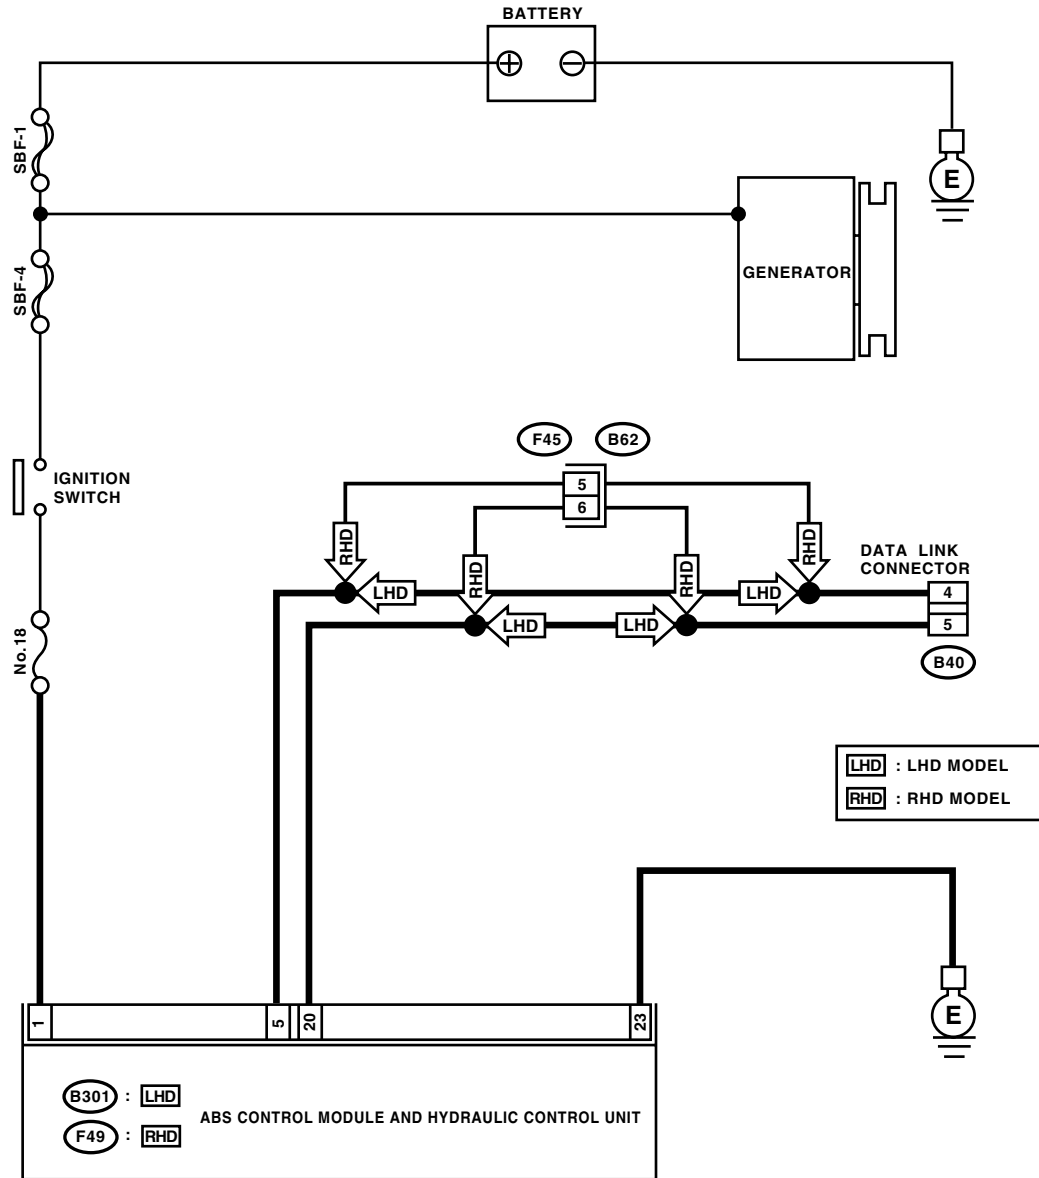 BATTERY
SBF-1
E
SBF-4
GENERATOR
IGNITION
SWITCH
F45 B62
5
6
RHD RHD RHD RHD
DATA LINK
CONNECTOR
LHD LHD 4
LHD LHD 5
No.18
B40
LHD : LHD MODEL
RHD : RHD MODEL
E
1 5 20 23
B301 : LHD
ABS CONTROL MODULE AND HYDRAULIC CONTROL UNIT
F49 : RHD